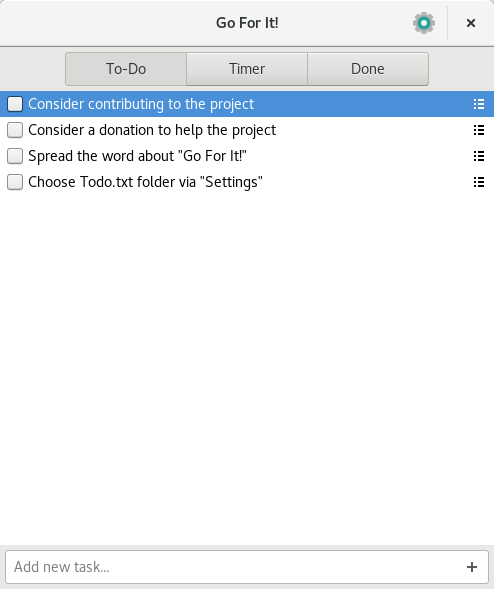 Go For It!
To-Do Timer Done
Consider contributing to the project
Consider a donation to help the project
Spread the word about "Go For It!"
Choose Todo.txt folder via "Settings"
Add new task...